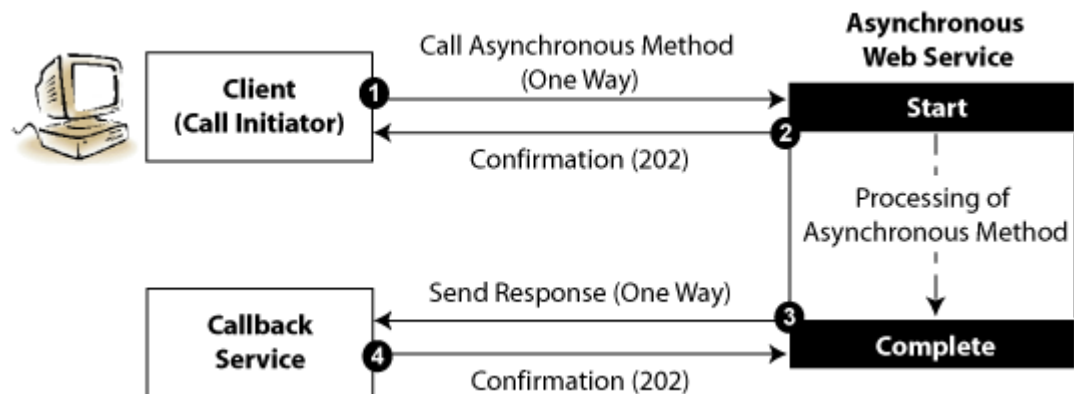 Asynchronous
Web Service
Call Asynchronous Method
(One Way)
Client
(Call Initiator)
1
Start
2
Confirmation (202)
Processing of
Asynchronous Method
Send Response (One Way)
3
Callback
Service
4
Complete
Confirmation (202)